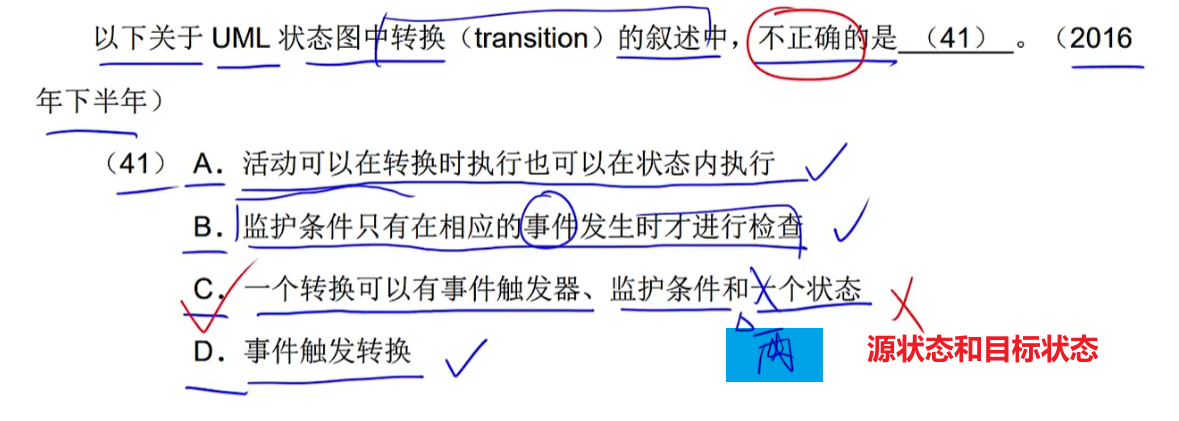 以下关于 UML 状态图中转换（transition）的叙述中，不正确的是 （41） 。（2016
年下半年）
（41） A．活动可以在转换时执行也可以在状态内执行
B．监护条件只有在相应的事件发生时才进行检查
C．一个转换可以有事件触发器、监护条件和一个状态
两
源状态和目标状态
D．事件触发转换